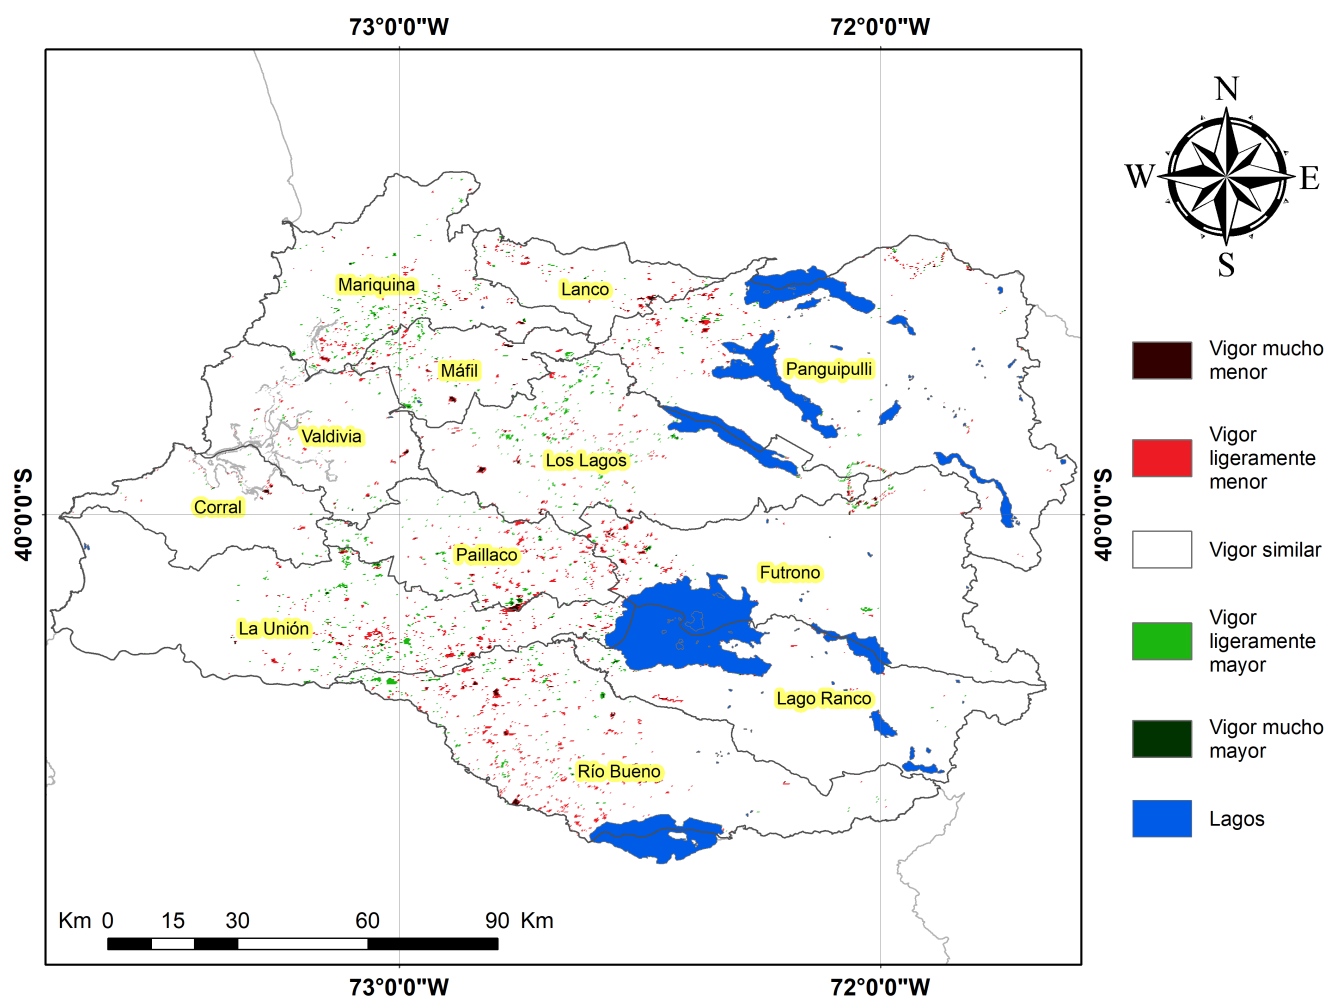 73°0'0"W
72°0'0"W
N
W
E
S
Mariquina
Lanco
Máfil
Panguipulli
Valdivia
Los Lagos
Corral
40°0'0"S
40°0'0"S
Paillaco
Futrono
La Unión
Lago Ranco
Río Bueno
Km 0 15 30 60 90 Km
73°0'0"W
72°0'0"W
Vigor mucho
menor
Vigor
ligeramente
menor
Vigor similar
Vigor
ligeramente
mayor
Vigor mucho
mayor
Lagos